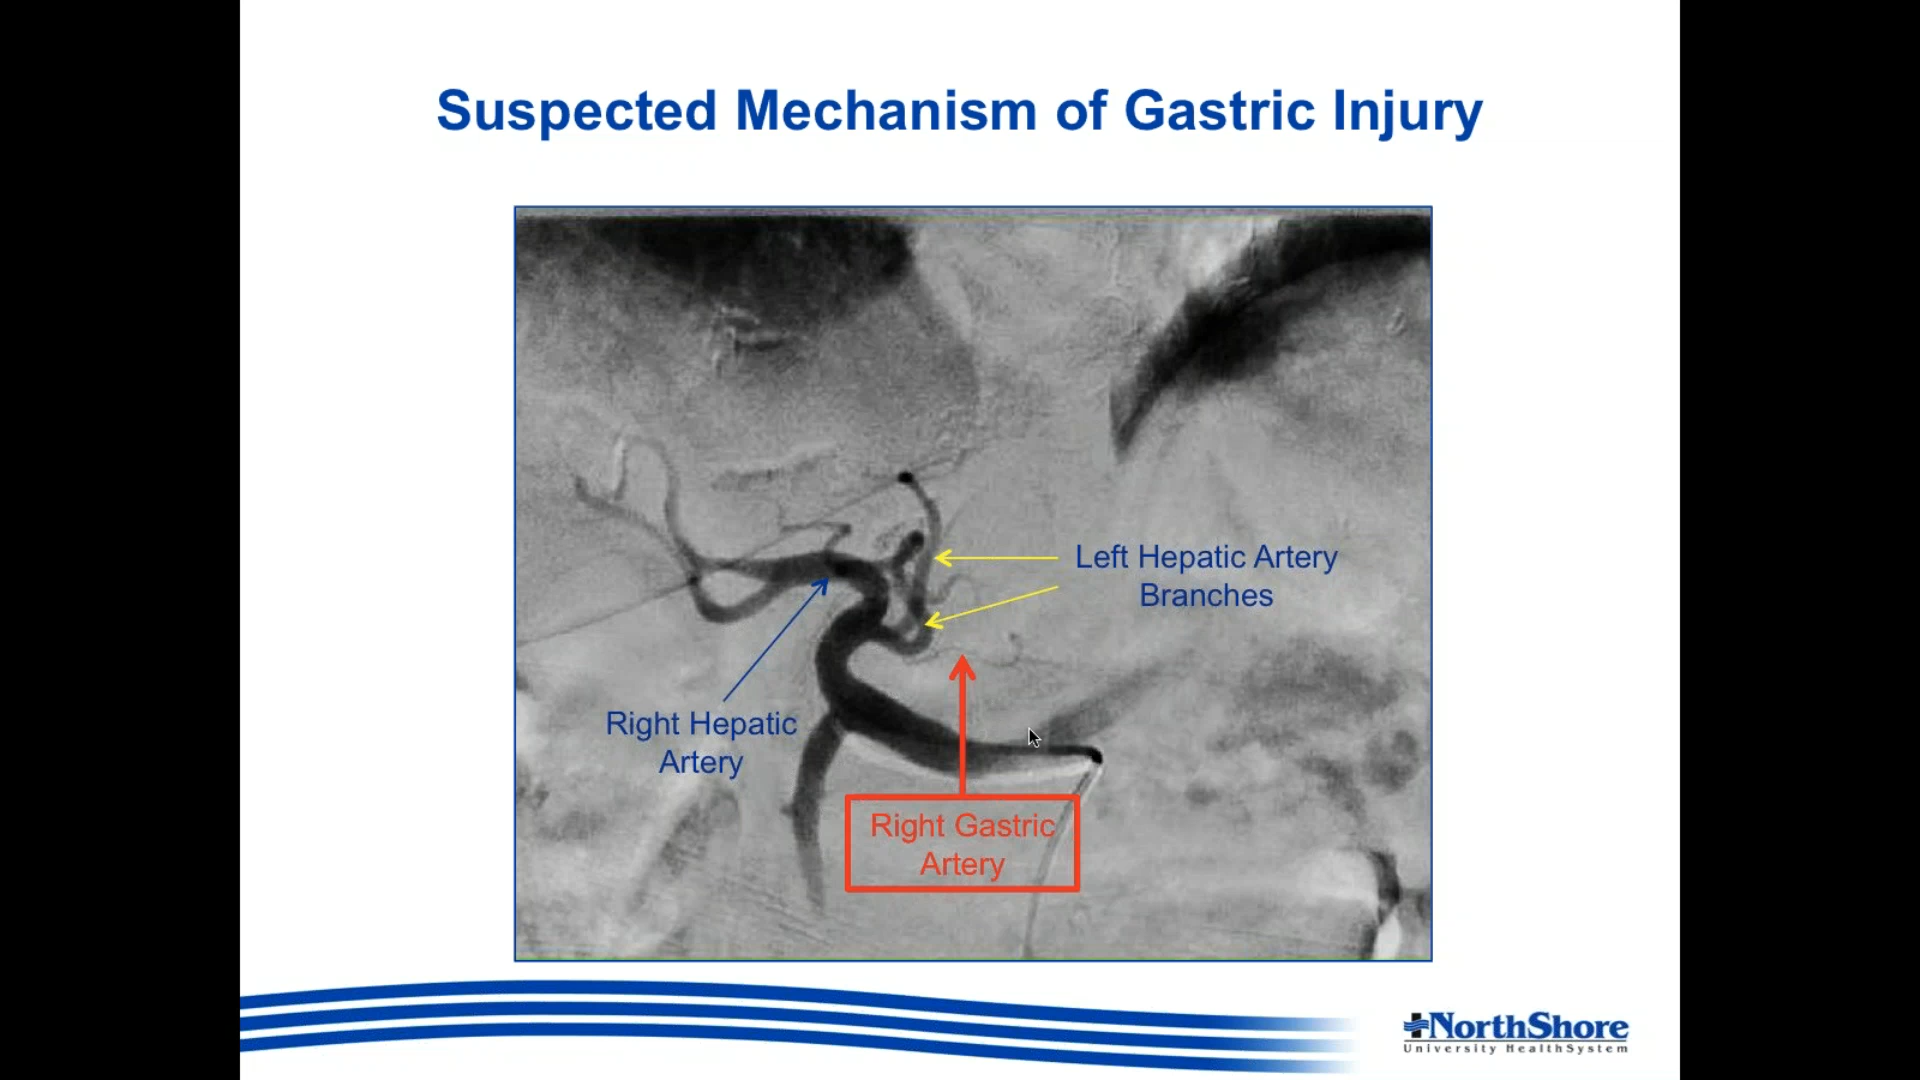 Suspected Mechanism of Gastric Injury
Left Hepatic Artery
Branches
Right Hepatic
Artery
Right Gastric
Artery
NorthShore
University HealthSystem